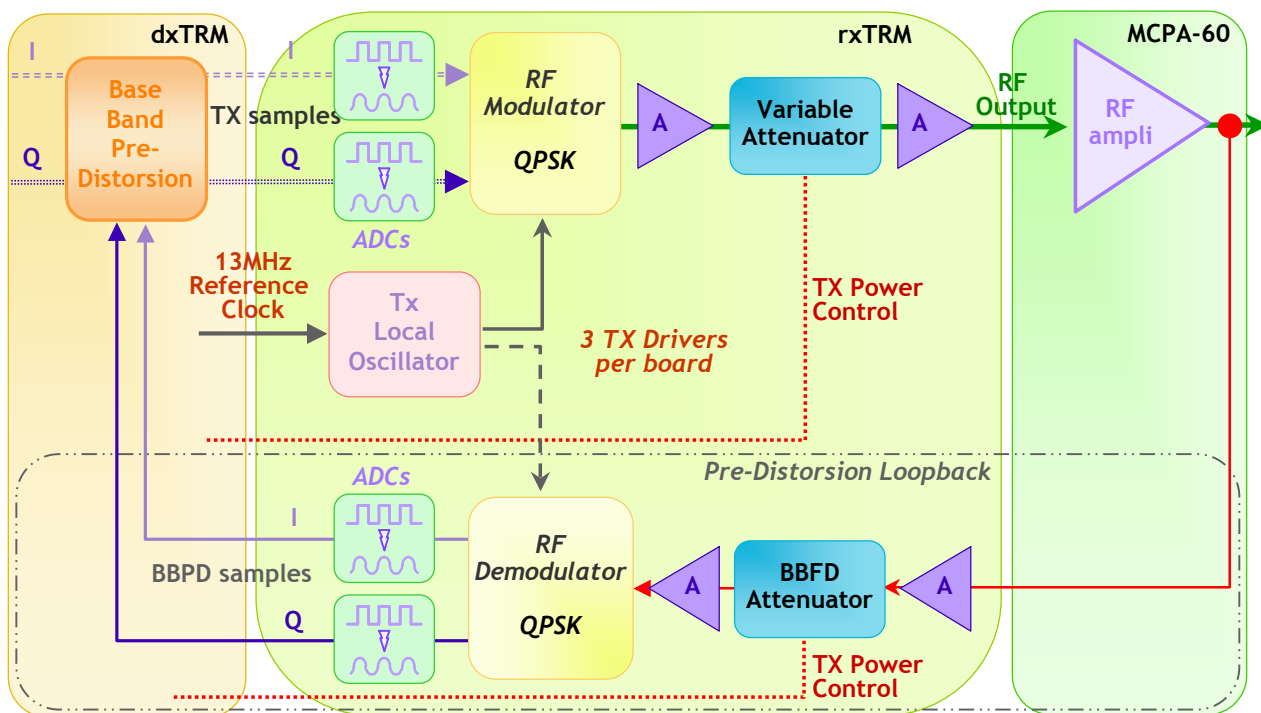 dxTRM
rxTRM
MCPA-60
I
I
Base
Band
Pre-
Distorsion
TX samples
RF
Modulator
QPSK
A
Variable
Attenuator
A
RF
Output
RF
ampli
Q
Q
ADCs
13MHz
Reference
Clock
Tx
Local
Oscillator
3 TX Drivers
per board
TX Power
Control
Pre-Distorsion Loopback
ADCs
I
BBPD samples
Q
RF
Demodulator
QPSK
A
BBFD
Attenuator
A
TX Power
Control